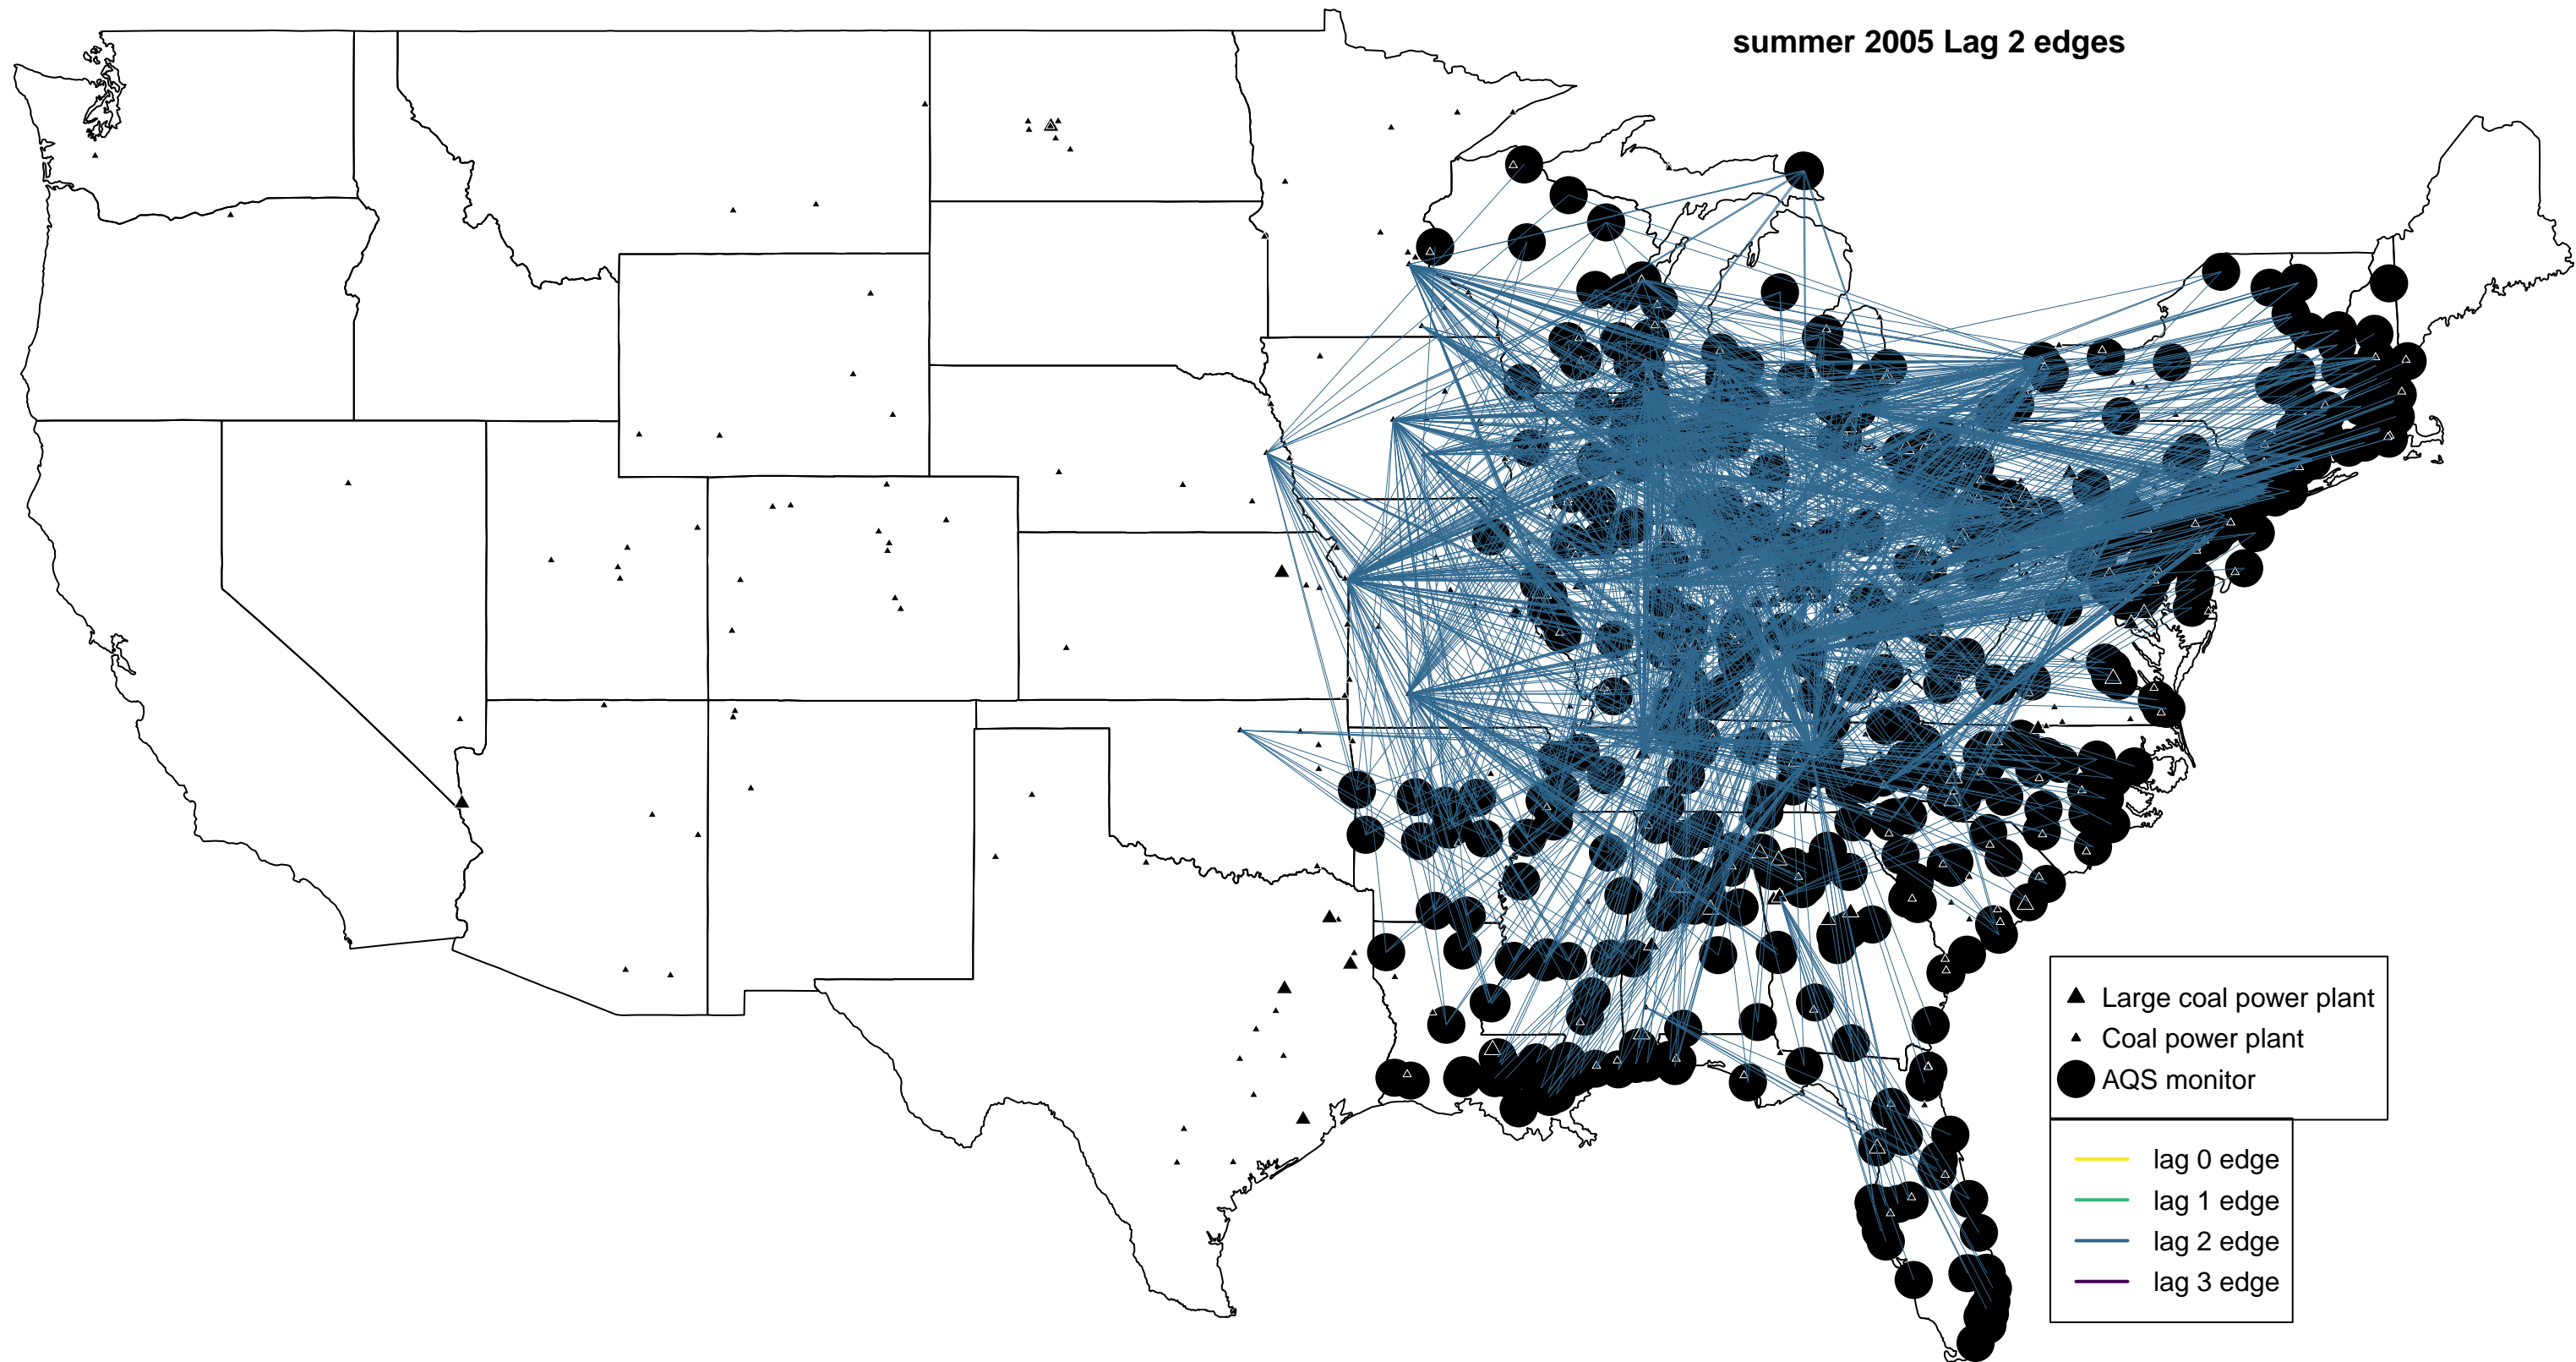 summer 2005 Lag 2 edges
Large coal power plant
Coal power plant
AQS monitor
lag 0 edge
lag 1 edge
lag 2 edge
lag 3 edge